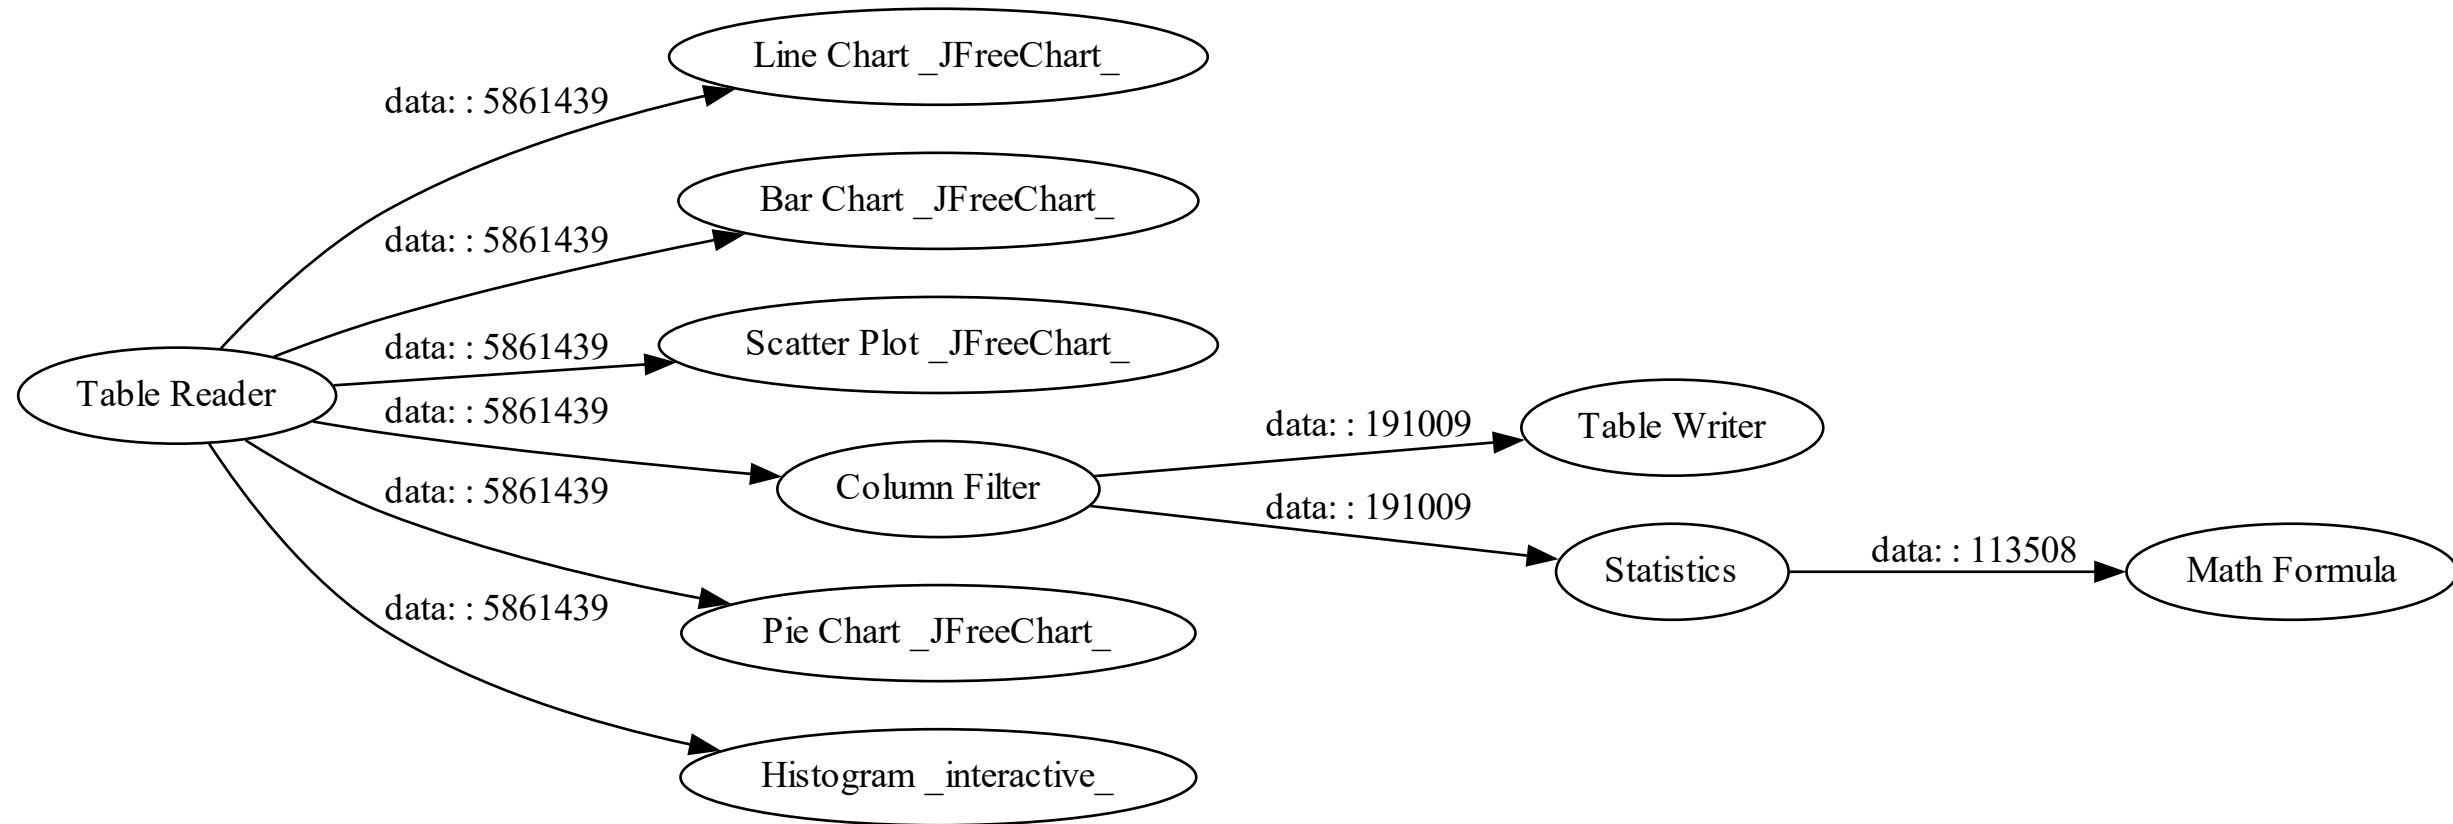 Line Chart _JFreeChart_
data: : 5861439
Bar Chart _JFreeChart_
data: : 5861439
Scatter Plot _JFreeChart_
data: : 5861439
Table Reader
data: : 5861439
Column Filter
data: : 191009
Table Writer
data: : 191009
Statistics
data: : 113508
Math Formula
data: : 5861439
Pie Chart _JFreeChart_
data: : 5861439
Histogram _interactive_